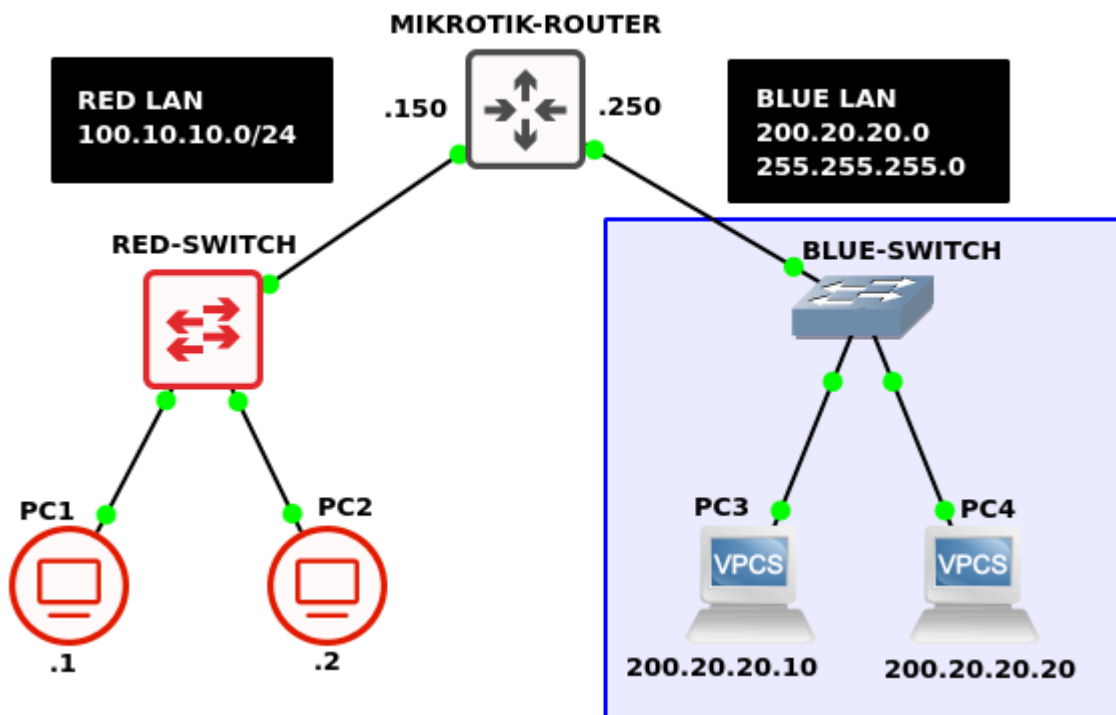 MIKROTIK-ROUTER
RED LAN
100.10.10.0/24
.150
.250
BLUE LAN
200.20.20.0
255.255.255.0
RED-SWITCH
BLUE-SWITCH
PC1
PC2
PC3
PC4
VPCS
VPCS
.1
.2
200.20.20.10
200.20.20.20